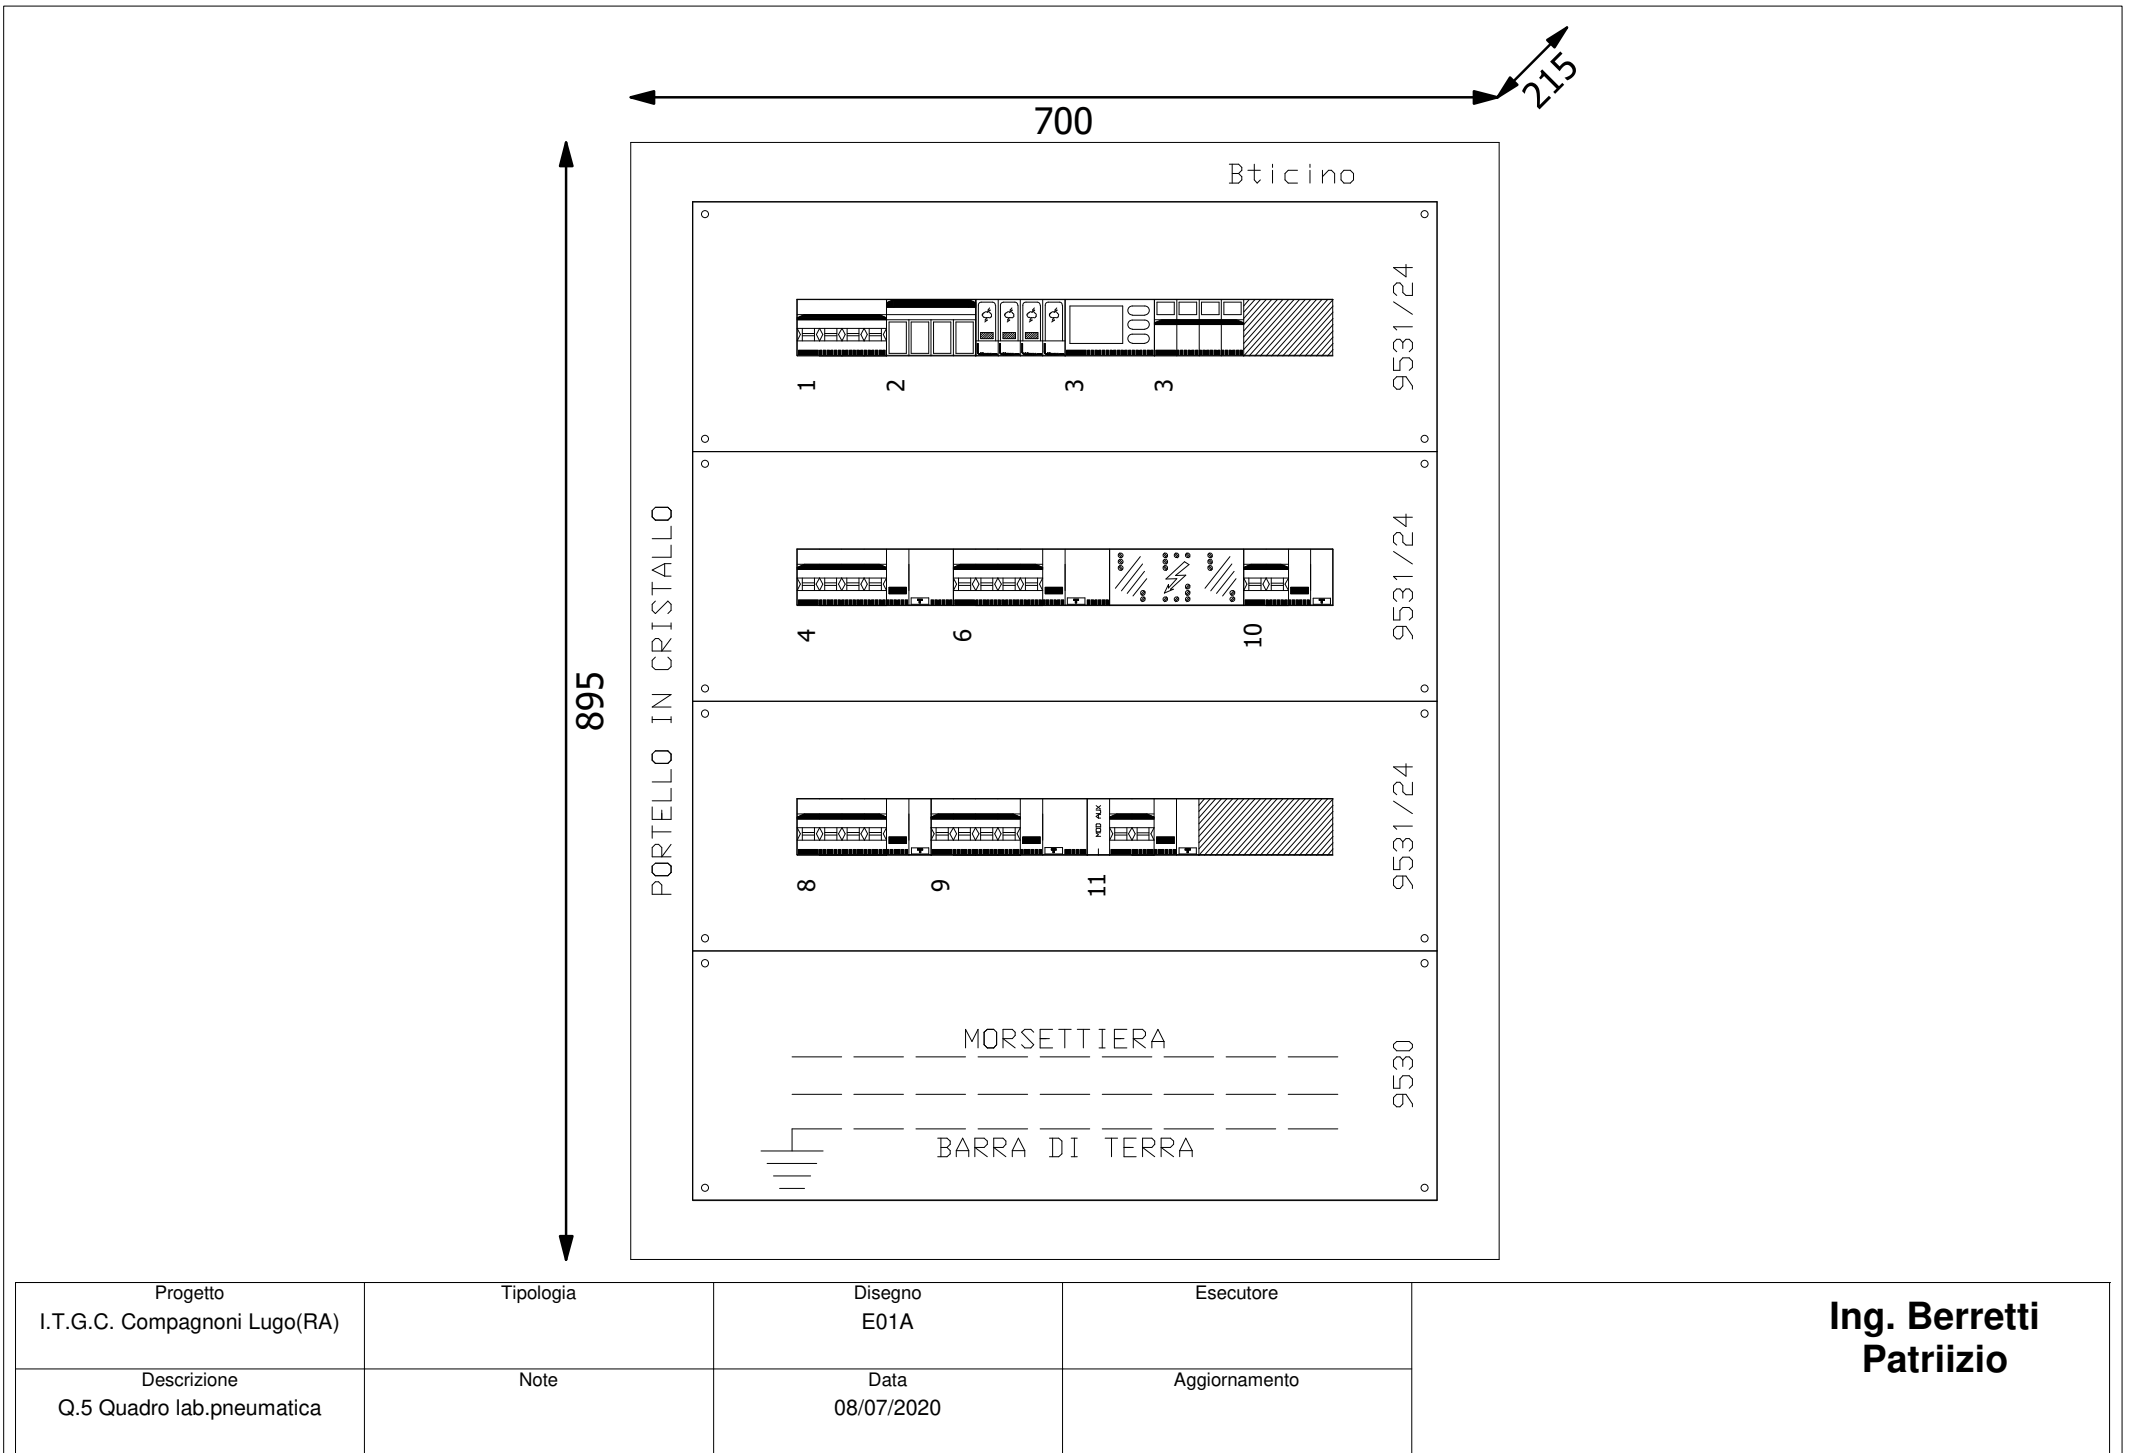 215
700
Bticino
9531/24
1 2 3 3
PORTELLO IN CRISTALLO
895
9531/24
4 6 10
9531/24
MOD AUX
8 9 11
MORSETTIERA
9530
BARRA DI TERRA
Progetto
I.T.G.C. Compagnoni Lugo(RA)
Tipologia
Disegno
E01A
Esecutore
Ing. Berretti
Patriizio
Descrizione
Q.5 Quadro lab.pneumatica
Note
Data
08/07/2020
Aggiornamento